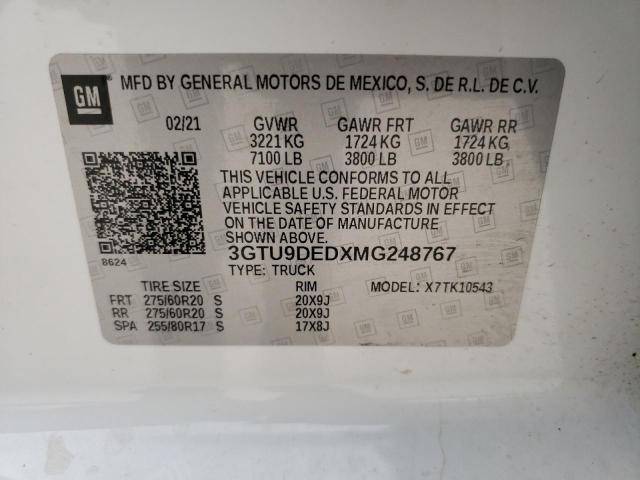 GM MFD BY GENERAL MOTORS DE MEXICO, S. DE R.L. DE C.V.
02/21 GVWR GAWR FRT GAWR RR
3221 KG 1724 KG 1724 KG
7100 LB 3800 LB 3800 LB
THIS VEHICLE CONFORMS TO ALL
APPLICABLE U.S. FEDERAL MOTOR
VEHICLE SAFETY STANDARDS IN EFFECT
ON THE DATE OF MANUFACTURE
SHOWN ABOVE.
8624
3GTU9DEDXMG248767
TYPE: TRUCK MODEL: X7TK10543
TIRE SIZE RIM
FRT 275/60R20 S 20X9J
RR 275/60R20 S 20X9J
SPA 255/80R17 S 17X8J